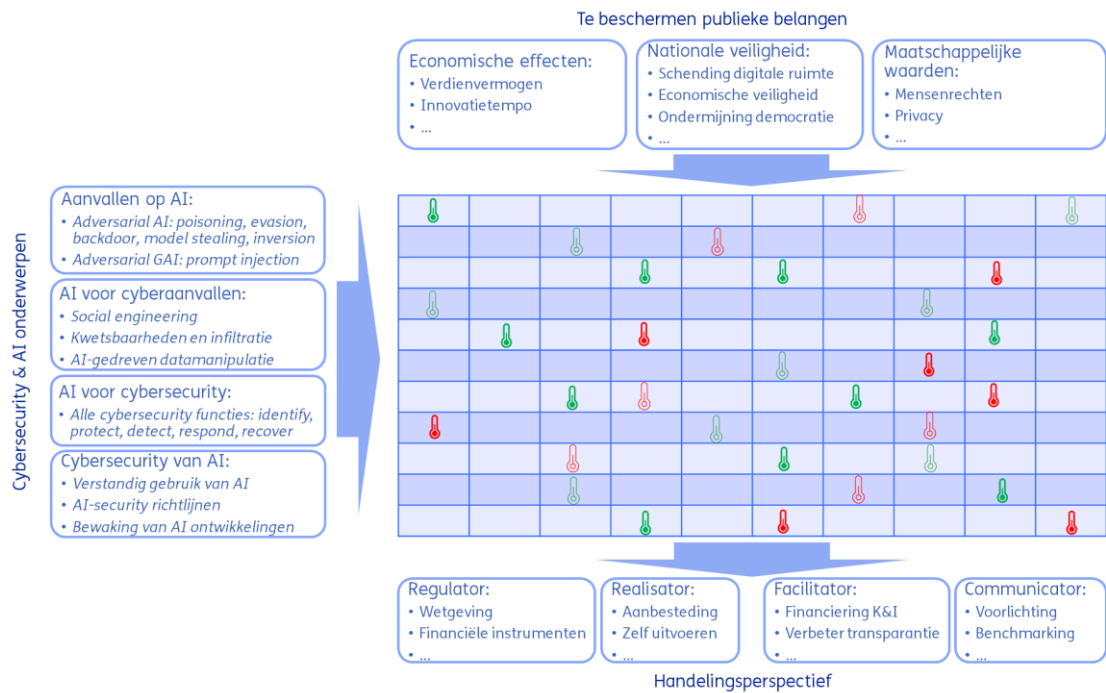 Te beschermen publieke belangen
Economische effecten:
• Verdienvermogen
• Innovatietempo
• ...
Nationale veiligheid:
• Schending digitale ruimte
• Economische veiligheid
• Ondermijning democratie
• ...
Maatschappelijke
waarden:
• Mensenrechten
• Privacy
• ...
Cybersecurity & AI onderwerpen
Aanvallen op AI:
• Adversarial AI: poisoning, evasion,
backdoor, model stealing, inversion
• Adversarial GAI: prompt injection
AI voor cyberaanvallen:
• Social engineering
• Kwetsbaarheden en infiltratie
• AI-gedreven datamanipulatie
AI voor cybersecurity:
• Alle cybersecurity functies: identify,
protect, detect, respond, recover
Cybersecurity van AI:
• Verstandig gebruik van AI
• AI-security richtlijnen
• Bewaking van AI ontwikkelingen
Regulator:
• Wetgeving
• Financiële instrumenten
• ...
Realisator:
• Aanbesteding
• Zelf uitvoeren
• ...
Facilitator:
• Financiering K&I
• Verbeter transparantie
• ...
Communicator:
• Voorlichting
• Benchmarking
• ...
Handelingsperspectief